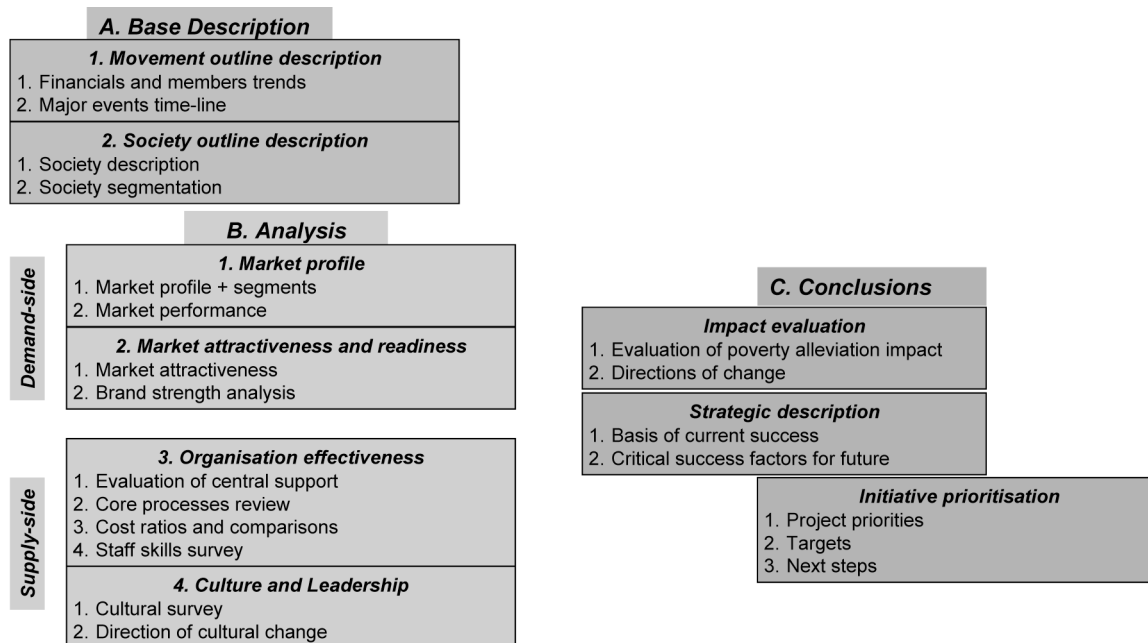 A. Base Description
1. Movement outline description
1. Financials and members trends
2. Major events time-line
2. Society outline description
1. Society description
2. Society segmentation
B. Analysis
Demand-side
1. Market profile
1. Market profile + segments
2. Market performance
2. Market attractiveness and readiness
1. Market attractiveness
2. Brand strength analysis
Supply-side
3. Organisation effectiveness
1. Evaluation of central support
2. Core processes review
3. Cost ratios and comparisons
4. Staff skills survey
4. Culture and Leadership
1. Cultural survey
2. Direction of cultural change
C. Conclusions
Impact evaluation
1. Evaluation of poverty alleviation impact
2. Directions of change
Strategic description
1. Basis of current success
2. Critical success factors for future
Initiative prioritisation
1. Project priorities
2. Targets
3. Next steps